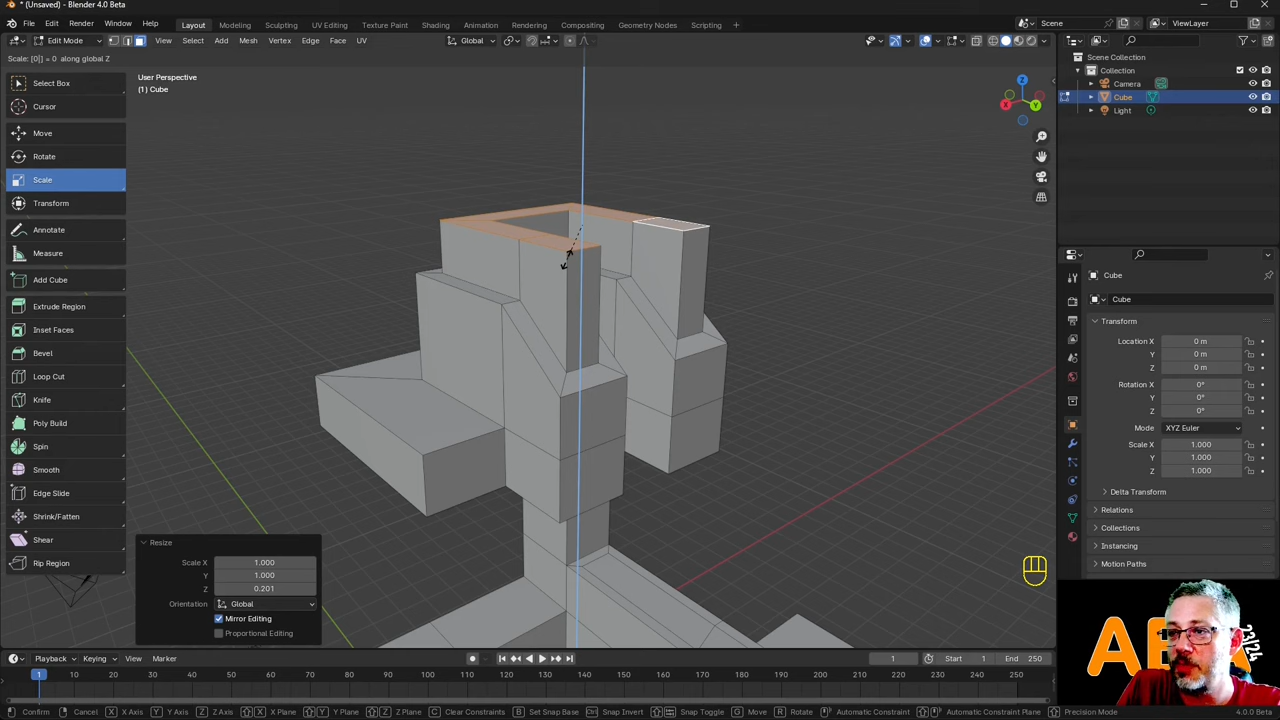 * (Unsaved) - Blender 4.0 Beta
File Edit Render Window Help Layout Modeling Sculpting UV Editing Texture Paint Shading Animation Rendering Compositing Geometry Nodes Scripting Scene ViewLayer
Edit Mode View Select Add Mesh Vertex Edge Face UV Global
Scale: [0|] = 0 along global Z
User Perspective
(1) Cube
Select Box
Cursor
Move
Rotate
Scale
Transform
Annotate
Measure
Add Cube
Extrude Region
Inset Faces
Bevel
Loop Cut
Knife
Poly Build
Spin
Smooth
Edge Slide
Shrink/Fatten
Shear
Rip Region
Z
X
Y
Resize
Scale X 1.000
Y 1.000
Z 0.201
Orientation Global
Mirror Editing
Proportional Editing
Scene Collection
Collection
Camera
Cube
Light
Cube
Cube
Transform
Location X 0 m
Y 0 m
Z 0 m
Rotation X 0°
Y 0°
Z 0°
Mode XYZ Euler
Scale X 1.000
Y 1.000
Z 1.000
Delta Transform
Relations
Collections
Instancing
Motion Paths
23/24
Playback Keying View Marker 1 Start 1 End 250
1 10 20 30 40 50 60 70 80 90 100 110 120 130 140 150 160 170 180 190 200 210 220 230 240 250
Confirm Cancel X X Axis Y Y Axis Z Z Axis X X Plane Y Y Plane Z Z Plane C Clear Constraints B Set Snap Base Snap Invert Snap Toggle G Move R Rotate Automatic Constraint Automatic Constraint Plane Precision Mode 4.0.0 Beta